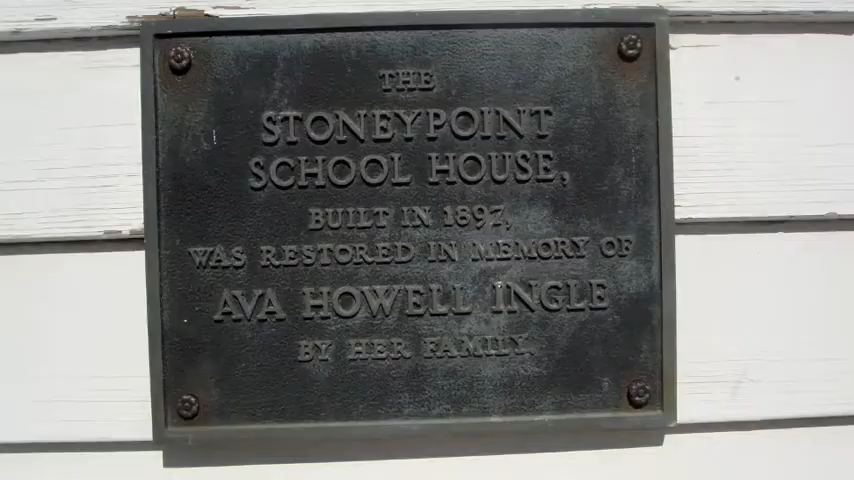 THE
STONEYPOINT
SCHOOL HOUSE,
BUILT IN 1897,
WAS RESTORED IN MEMORY OF
AVA HOWELL INGLE
BY HER FAMILY.